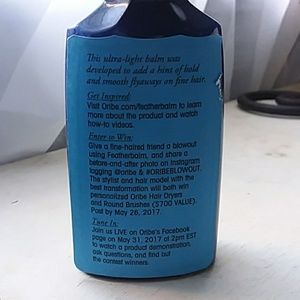 This ultra-light balm was
developed to add a hint of hold
and smooth flyaways on fine hair.
Get Inspired:
Visit Oribe.com/featherbalm to learn
more about the product and watch
how-to videos.
Enter to Win:
Give a fine-haired friend a blowout
using Featherbalm, and share a
before-and-after photo on Instagram
tagging @oribe & #ORIBEBLOWOUT.
The stylist and hair model with the
best transformation will both win
personalized Oribe Hair Dryers
and Round Brushes ($700 VALUE).
Post by May 26, 2017.
Tune In:
Join us LIVE on Oribe's Facebook
page on May 31, 2017 at 2pm EST
to watch a product demonstration,
ask questions, and find out
the contest winners.